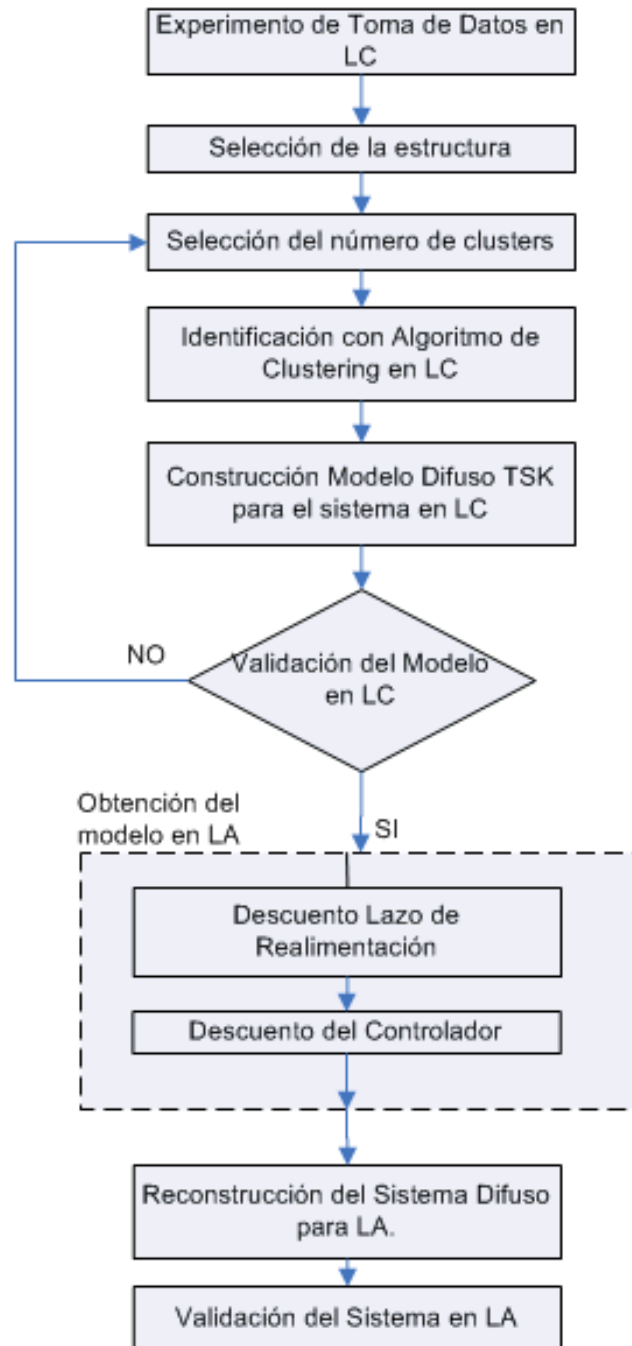 Experimento de Toma de Datos en
LC
Selección de la estructura
Selección del número de clusters
Identificación con Algoritmo de
Clustering en LC
Construcción Modelo Difuso TSK
para el sistema en LC
NO
Validación del Modelo
en LC
Obtención del
modelo en LA
SI
Descuento Lazo de
Realimentación
Descuento del Controlador
Reconstrucción del Sistema Difuso
para LA.
Validación del Sistema en LA